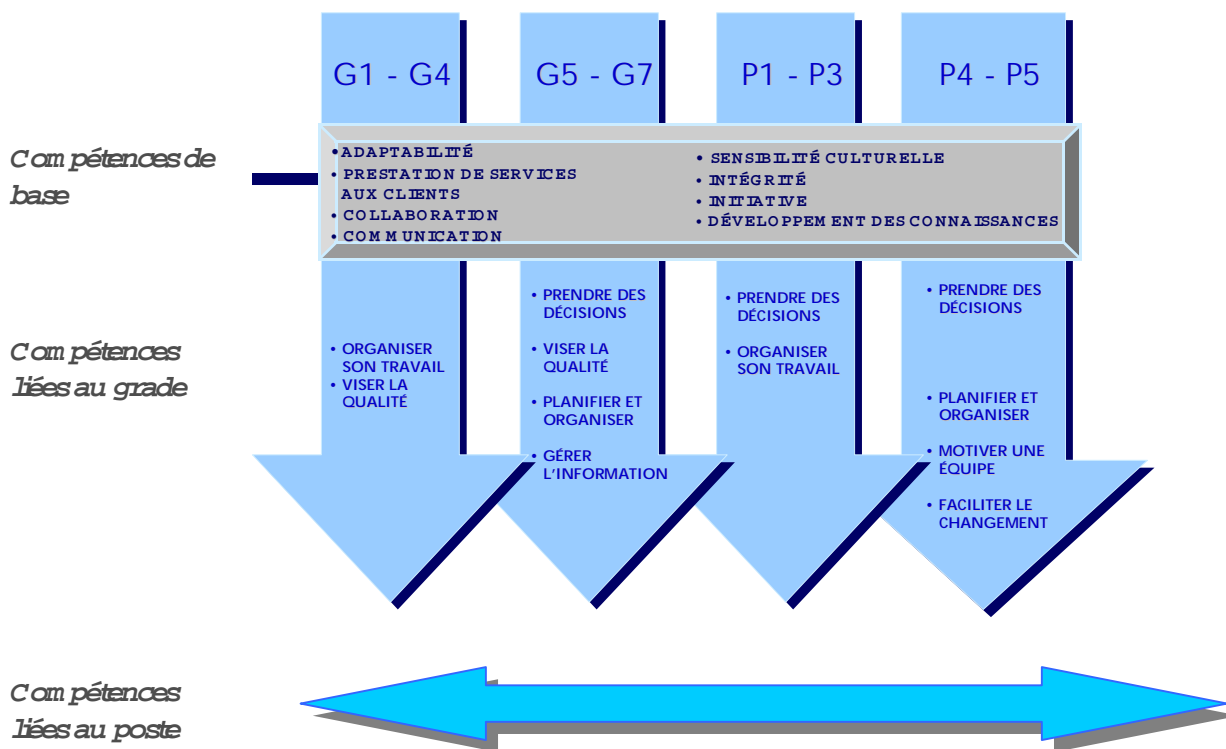 G1 - G4
G5 - G7
P1 - P3
P4 - P5
Compétences de
base
• ADAPTABILITÉ
• PRESTATION DE SERVICES
AUX CLIENTS
• COLLABORATION
• COMMUNICATION
• SENSIBILITÉ CULTURELLE
• INTÉGRITÉ
• INITIATIVE
• DÉVELOPPEMENT DES CONNAISSANCES
Compétences
liées au grade
• ORGANISER
SON TRAVAIL
• VISER LA
QUALITÉ
• PRENDRE DES
DÉCISIONS
• VISER LA
QUALITÉ
• PLANIFIER ET
ORGANISER
• GÉRER
L'INFORMATION
• PRENDRE DES
DÉCISIONS
• ORGANISER
SON TRAVAIL
• PRENDRE DES
DÉCISIONS
• PLANIFIER ET
ORGANISER
• MOTIVER UNE
ÉQUIPE
• FACILITER LE
CHANGEMENT
Compétences
liées au poste